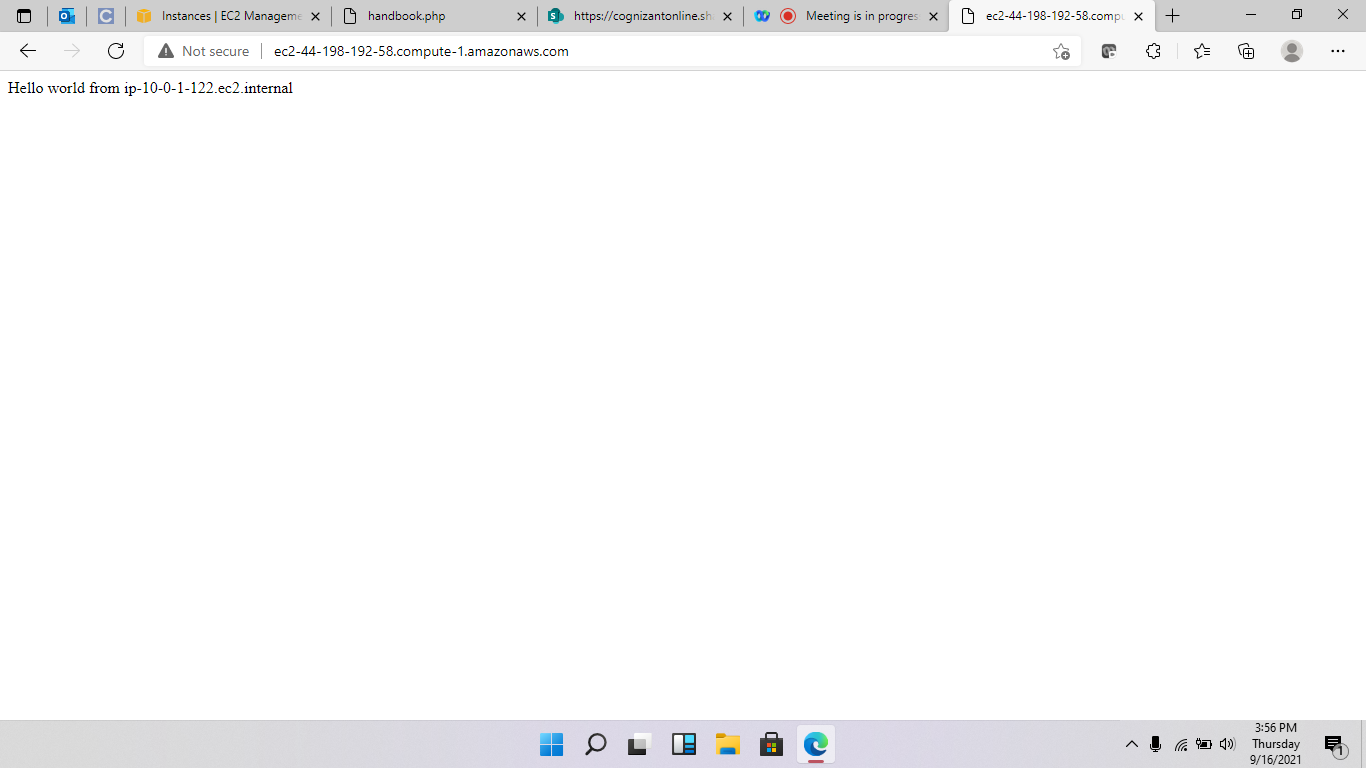 Instances | EC2 Manageme
handbook.php
https://cognizantonline.sh
Meeting is in progres
ec2-44-198-192-58.compu
Not secure
ec2-44-198-192-58.compute-1.amazonaws.com
Hello world from ip-10-0-1-122.ec2.internal
3:56 PM
Thursday
9/16/2021
1